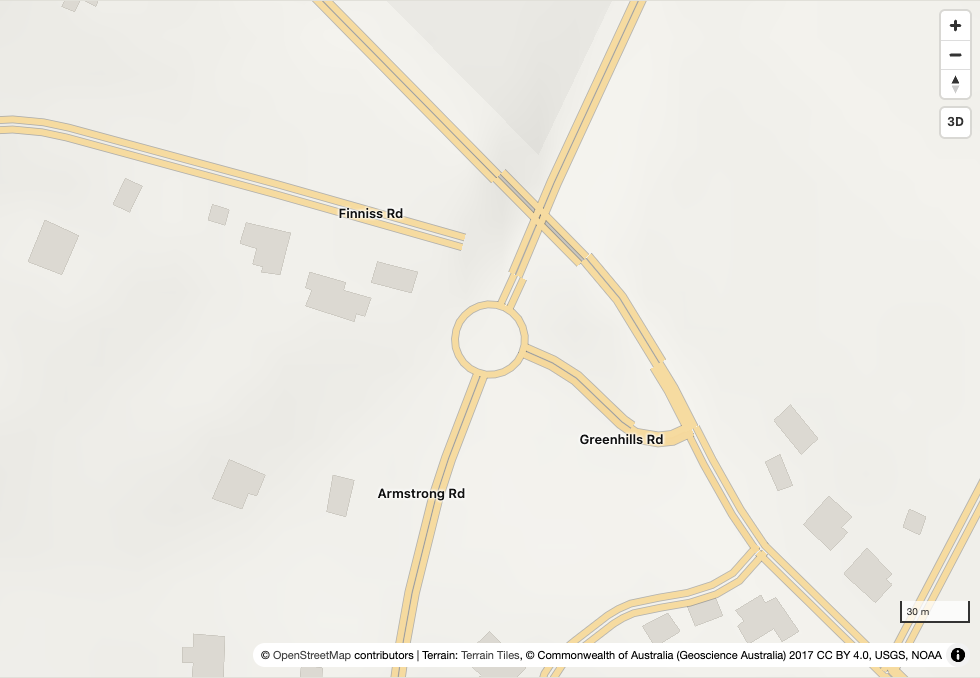 3D
Finniss Rd
Greenhills Rd
Armstrong Rd
30 m
© OpenStreetMap contributors | Terrain: Terrain Tiles, © Commonwealth of Australia (Geoscience Australia) 2017 CC BY 4.0, USGS, NOAA